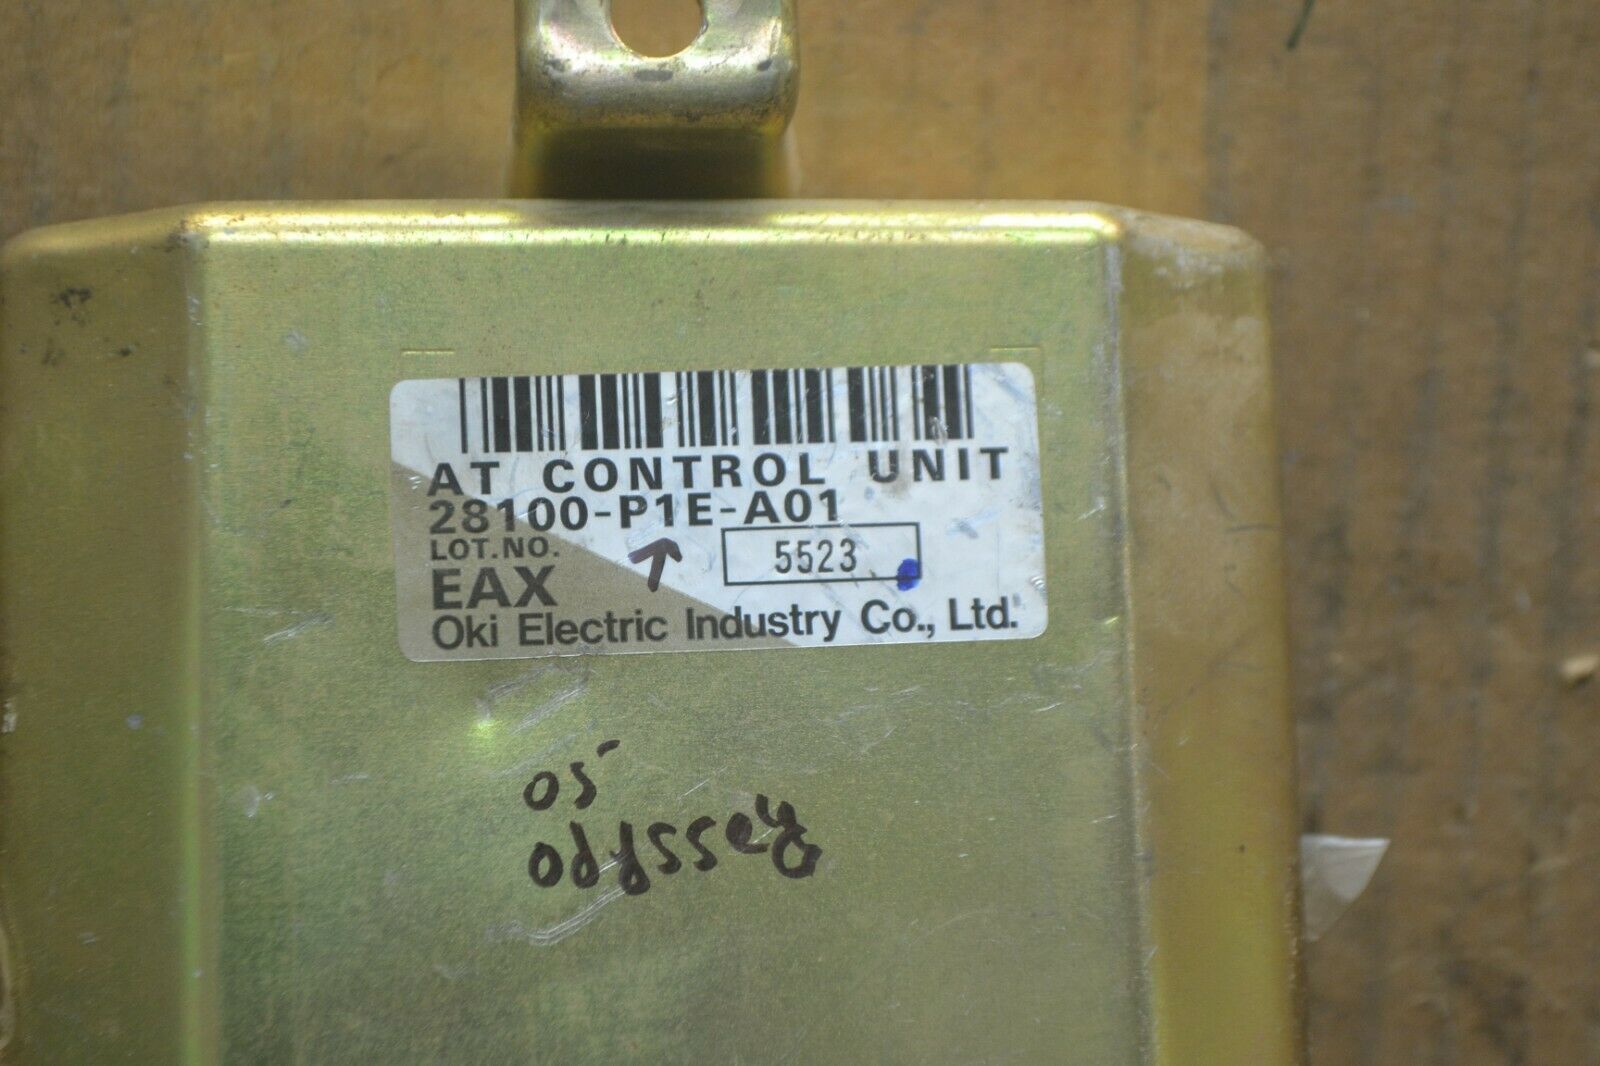 AT CONTROL UNIT
28100-P1E-A01
LOT.NO. 5523
EAX
Oki Electric Industry Co., Ltd.
05
odyssey